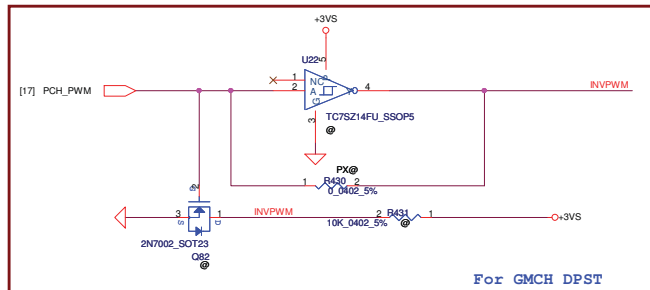 +3VS
U22
5
P
1
NC
[17] PCH_PWM
2
A
Y
4
INVPWM
G
3
TC7SZ14FU_SSOP5
@
PX@
1
R430
2
0_0402_5%
2
G
3
S
1
D
INVPWM
2
R431
1
+3VS
2N7002_SOT23
10K_0402_5%
@
Q82
@
For GMCH DPST